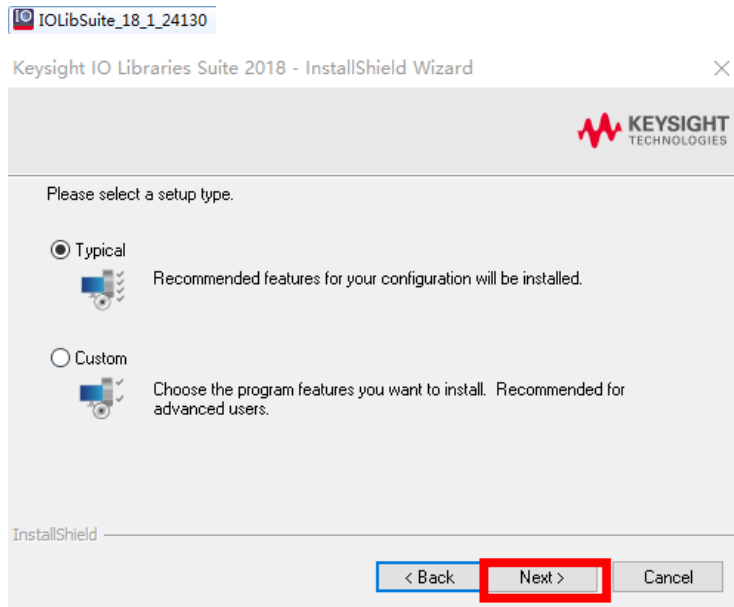 IO IOLibSuite_18_1_24130
Keysight IO Libraries Suite 2018 - InstallShield Wizard
KEYSIGHT
TECHNOLOGIES
Please select a setup type.
Typical
Recommended features for your configuration will be installed.
Custom
Choose the program features you want to install.  Recommended for
advanced users.
InstallShield
< Back
Next >
Cancel